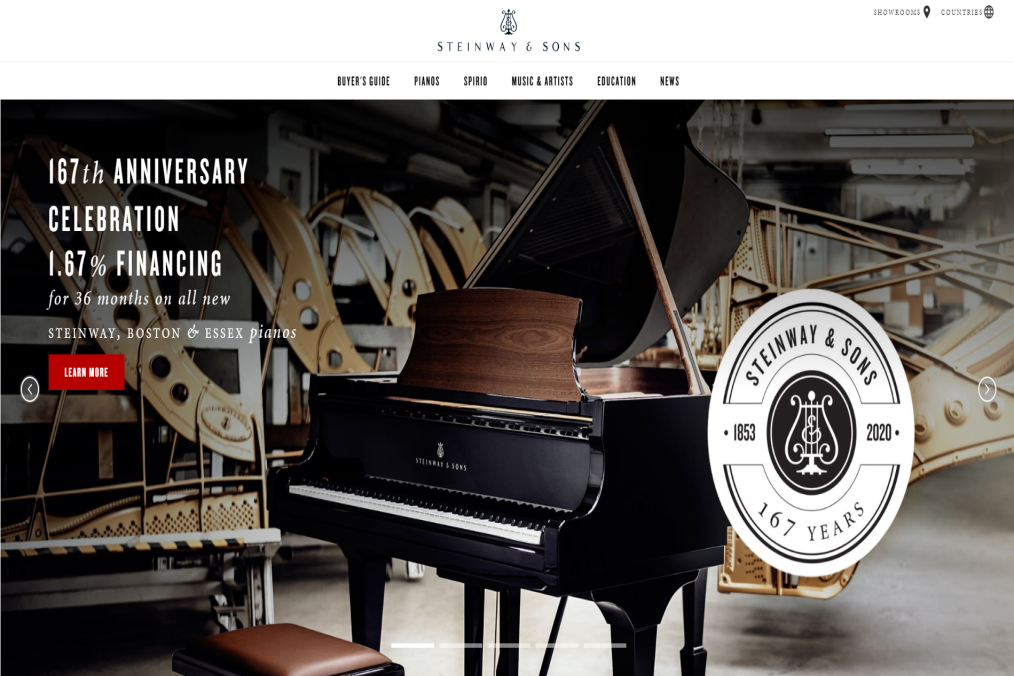 SHOWROOMS COUNTRIES
STEINWAY & SONS
BUYER'S GUIDE PIANOS SPIRIO MUSIC & ARTISTS EDUCATION NEWS
167th ANNIVERSARY
CELEBRATION
1.67% FINANCING
for 36 months on all new
STEINWAY, BOSTON & ESSEX pianos
LEARN MORE
STEINWAY & SONS
STEINWAY & SONS
• 1853 2020 •
167 YEARS